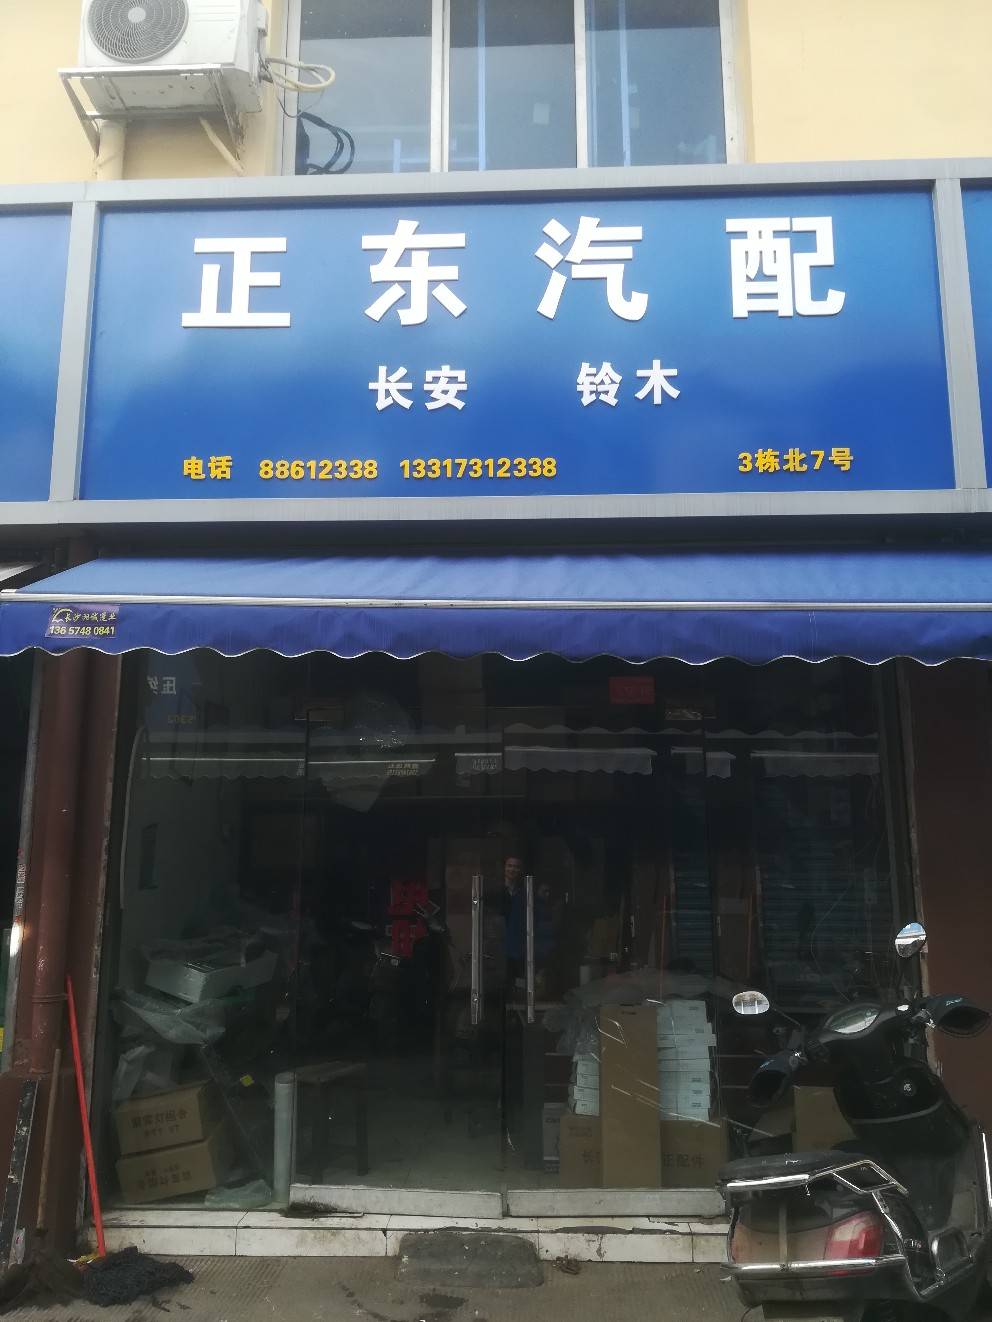 正东汽配
长安 铃木
电话 88612338 13317312338 3栋北7号
136 5748 0841